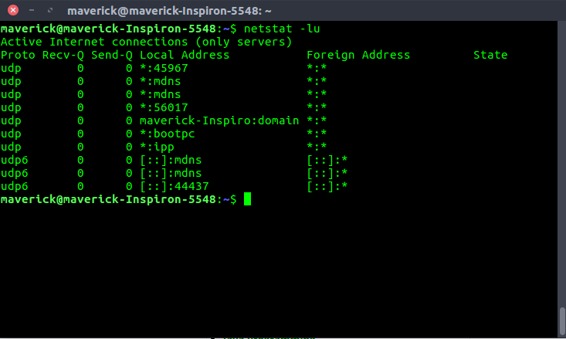 maverick@maverick-Inspiron-5548: ~
maverick@maverick-Inspiron-5548:~$ netstat -lu
Active Internet connections (only servers)
Proto Recv-Q Send-Q Local Address           Foreign Address         State
udp        0      0 *:45967                 *:*
udp        0      0 *:mdns                  *:*
udp        0      0 *:mdns                  *:*
udp        0      0 *:56017                 *:*
udp        0      0 maverick-Inspiro:domain *:*
udp        0      0 *:bootpc                *:*
udp        0      0 *:ipp                   *:*
udp6       0      0 [::]:mdns               [::]:*
udp6       0      0 [::]:mdns               [::]:*
udp6       0      0 [::]:44437              [::]:*
maverick@maverick-Inspiron-5548:~$